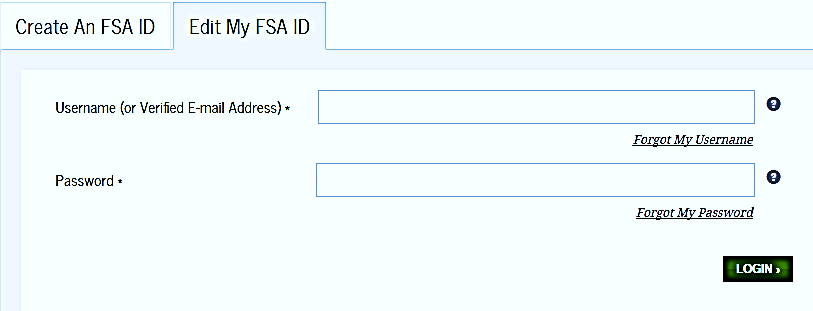 Create An FSA ID
Edit My FSA ID
Username (or Verified E-mail Address) *
?
Forgot My Username
Password *
?
Forgot My Password
LOGIN ›